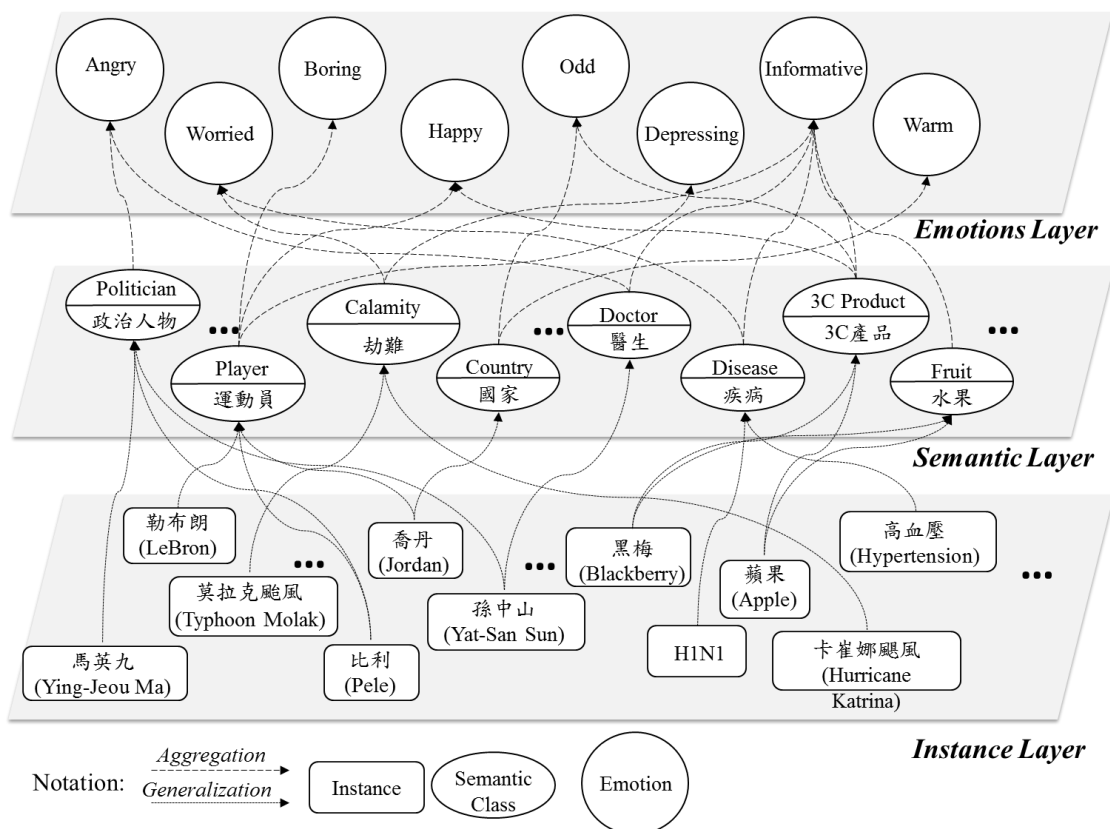 Angry
Boring
Odd
Informative
Worried
Happy
Depressing
Warm
Emotions Layer
Politician
政治人物
...
Player
運動員
Calamity
劫難
Country
國家
...
Doctor
醫生
Disease
疾病
3C Product
3C產品
...
Fruit
水果
Semantic Layer
勒布朗
(LeBron)
...
莫拉克颱風
(Typhoon Molak)
馬英九
(Ying-Jeou Ma)
比利
(Pele)
喬丹
(Jordan)
孫中山
(Yat-San Sun)
...
黑梅
(Blackberry)
H1N1
蘋果
(Apple)
高血壓
(Hypertension)
...
卡崔娜颶風
(Hurricane
Katrina)
Instance Layer
Notation:
Aggregation
Generalization
Instance
Semantic
Class
Emotion